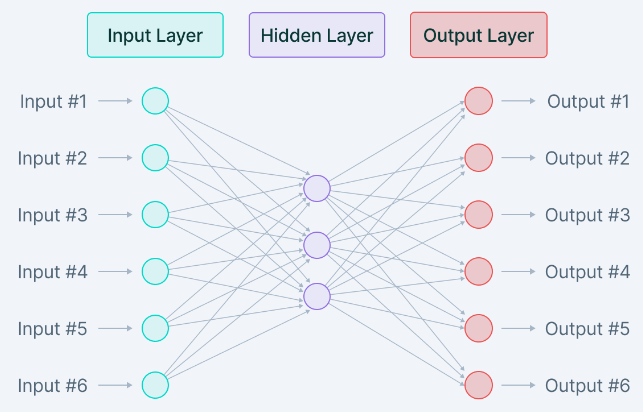 Input Layer
Hidden Layer
Output Layer
Input #1
Output #1
Input #2
Output #2
Input #3
Output #3
Input #4
Output #4
Input #5
Output #5
Input #6
Output #6